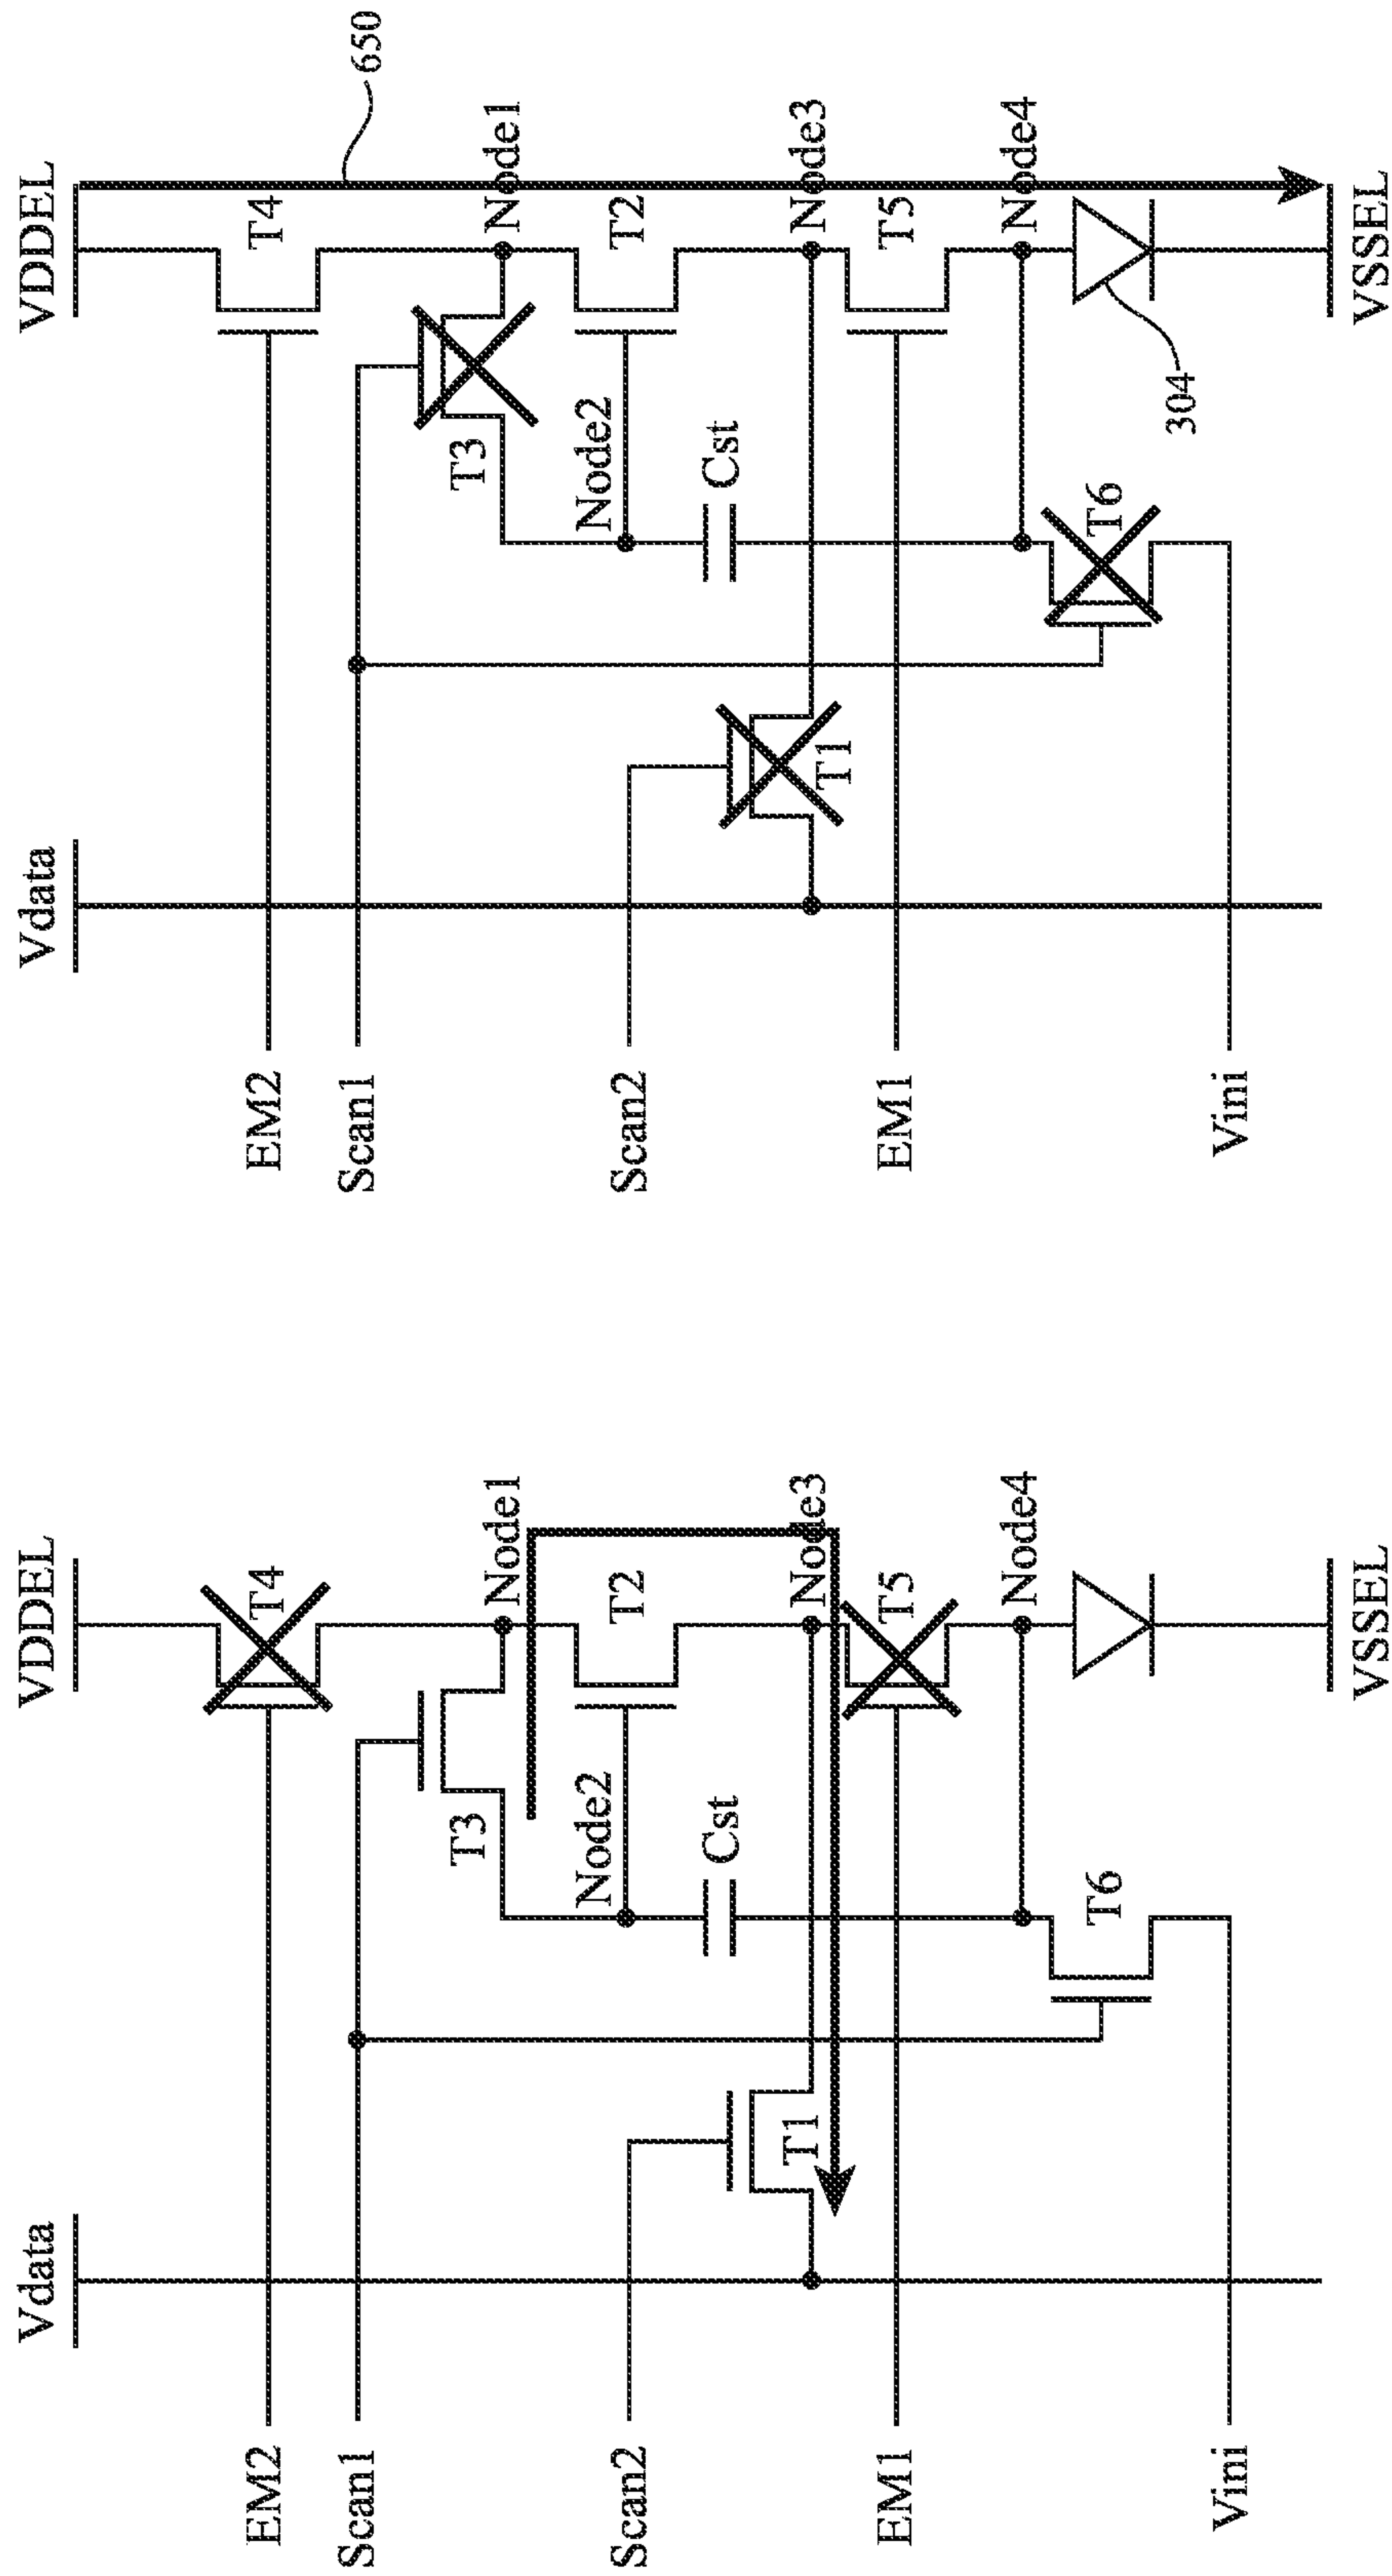 Vdata
VDDEL
EM2
T4
Scan1
T3
Node1
Node2
T2
Scan2
Cst
T1
Node3
EM1
T5
Node4
T6
Vini
VSSEL
Vdata
VDDEL
650
EM2
T4
Scan1
T3
Node1
Node2
T2
Scan2
Cst
T1
Node3
EM1
T5
Node4
T6
304
Vini
VSSEL